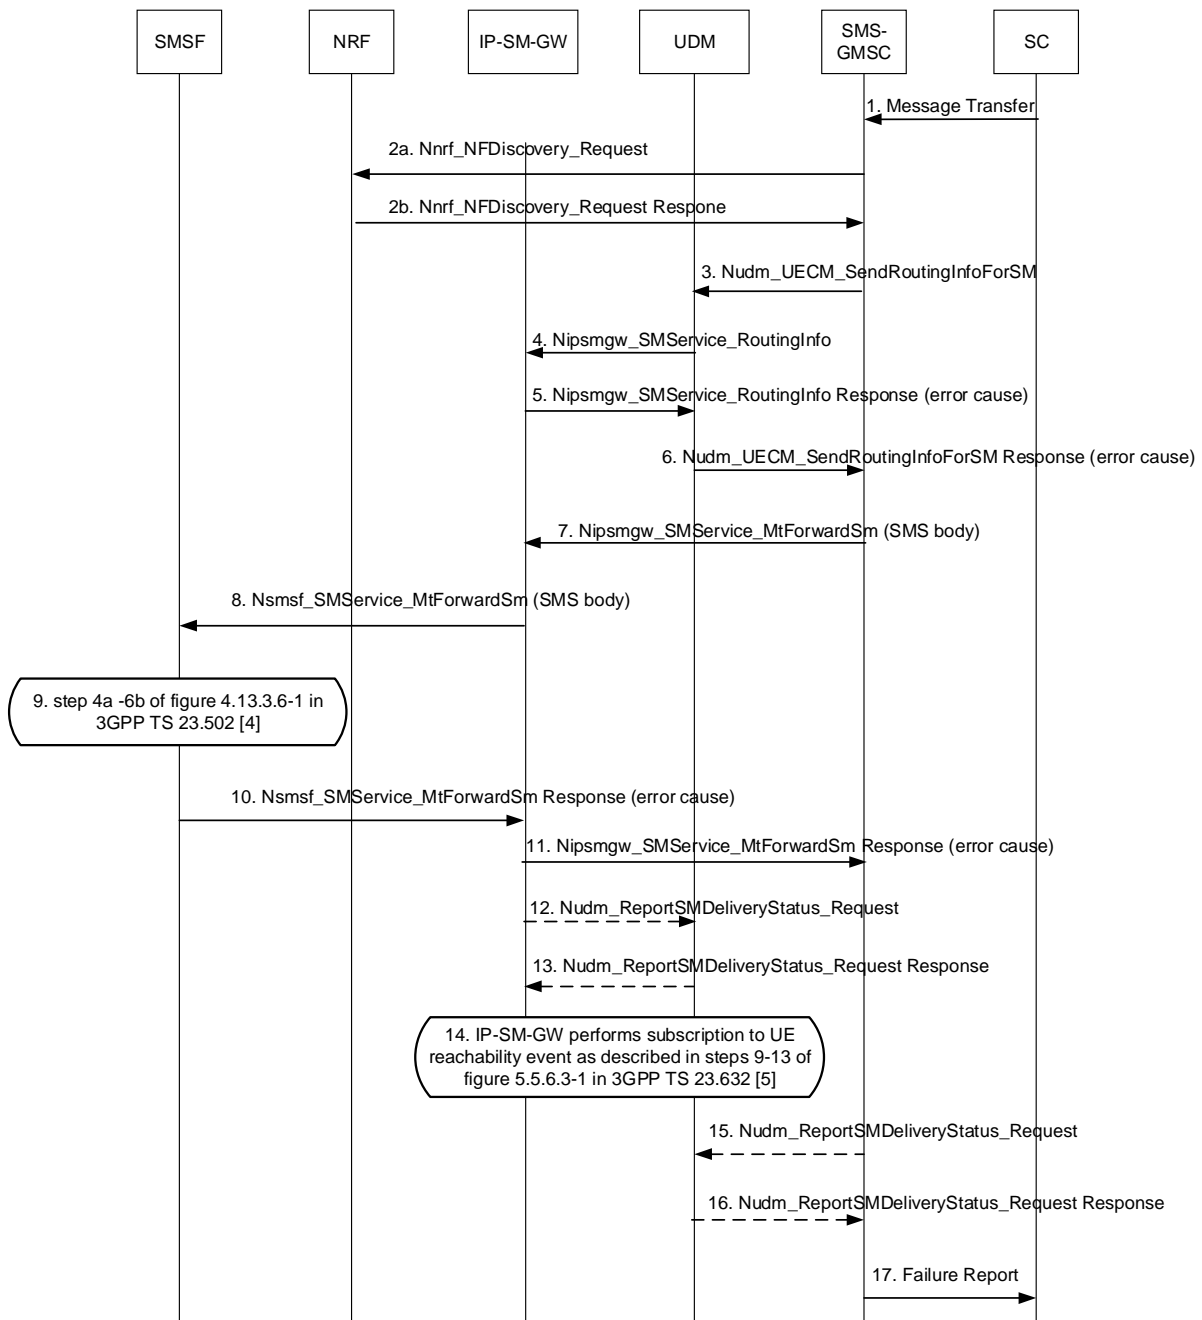 SMSF
NRF
IP-SM-GW
UDM
SMS-
GMSC
SC
1. Message Transfer
2a. Nnrf_NFDiscovery_Request
2b. Nnrf_NFDiscovery_Request Respone
3. Nudm_UECM_SendRoutingInfoForSM
4. Nipsmgw_SMService_RoutingInfo
5. Nipsmgw_SMService_RoutingInfo Response (error cause)
6. Nudm_UECM_SendRoutingInfoForSM Response (error cause)
7. Nipsmgw_SMService_MtForwardSm (SMS body)
8. Nsmsf_SMService_MtForwardSm (SMS body)
9. step 4a -6b of figure 4.13.3.6-1 in
3GPP TS 23.502 [4]
10. Nsmsf_SMService_MtForwardSm Response (error cause)
11. Nipsmgw_SMService_MtForwardSm Response (error cause)
12. Nudm_ReportSMDeliveryStatus_Request
13. Nudm_ReportSMDeliveryStatus_Request Response
14. IP-SM-GW performs subscription to UE
reachability event as described in steps 9-13 of
figure 5.5.6.3-1 in 3GPP TS 23.632 [5]
15. Nudm_ReportSMDeliveryStatus_Request
16. Nudm_ReportSMDeliveryStatus_Request Response
17. Failure Report